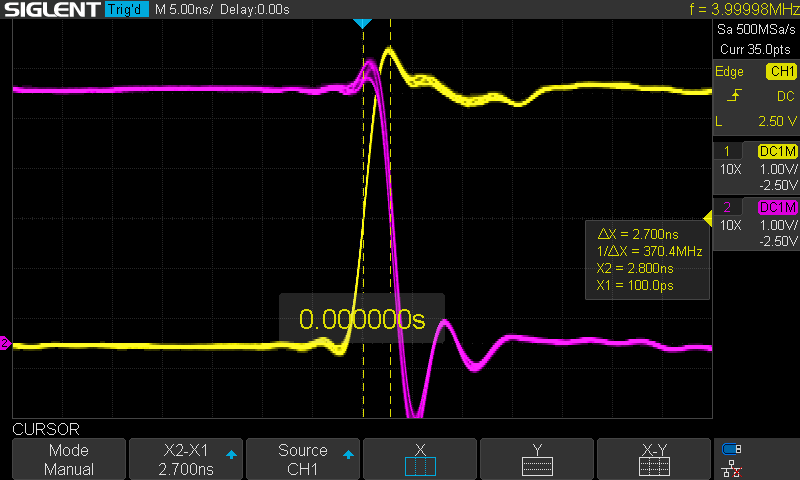 SIGLENT Trig'd M 5.00ns/ Delay:0.00s f = 3.99998MHz
Sa 500MSa/s
Curr 35.0pts
Edge CH1
DC
L 2.50 V
1 DC1M
10X 1.00V/
-2.50V
2 DC1M
10X 1.00V/
-2.50V
ΔX = 2.700ns
1/ΔX = 370.4MHz
X2 = 2.800ns
X1 = 100.0ps
0.000000s
2
CURSOR
Mode
Manual
X2-X1
2.700ns
Source
CH1
X
Y
X-Y